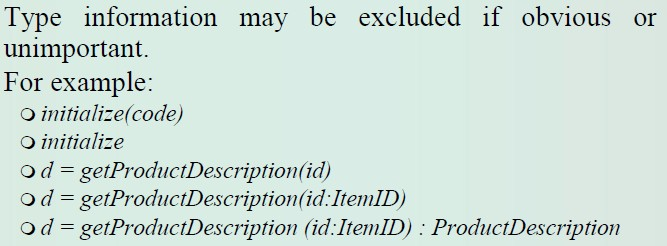 Type information may be excluded if obvious or
unimportant.
For example:
initialize(code)
initialize
d = getProductDescription(id)
d = getProductDescription(id:ItemID)
d = getProductDescription (id:ItemID) : ProductDescription